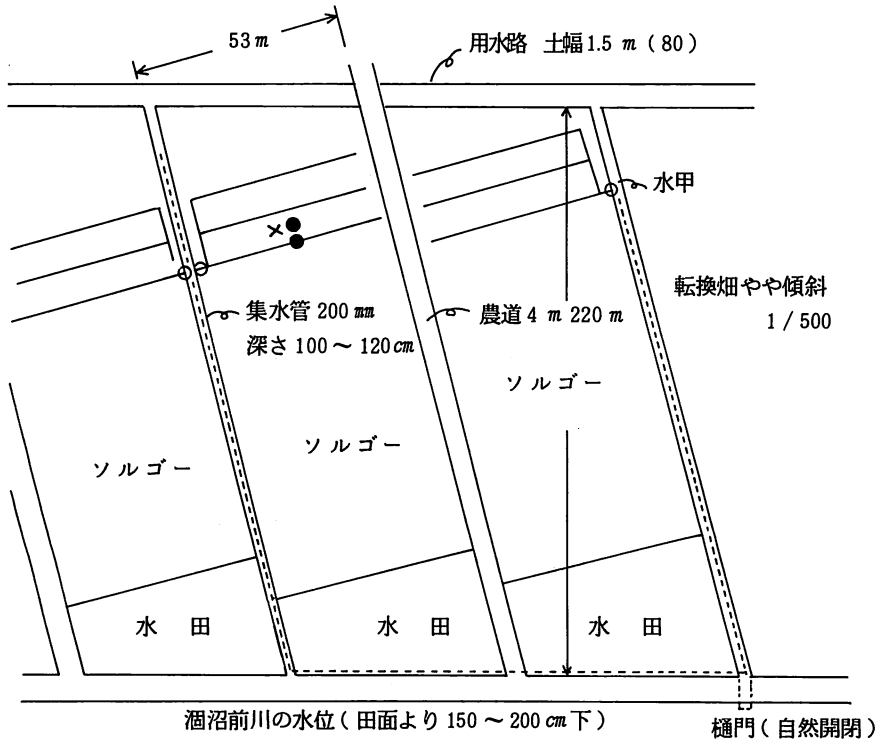 53 m
用水路 土幅1.5 m ( 80 )
水甲
集水管 200 mm
深さ 100 ～ 120cm
農道 4 m 220 m
転換畑やや傾斜
1 / 500
ソルゴー
ソルゴー
ソルゴー
水 田
水 田
水 田
涸沼前川の水位 ( 田面より 150 ～ 200 cm下 )
樋門 ( 自然開閉 )